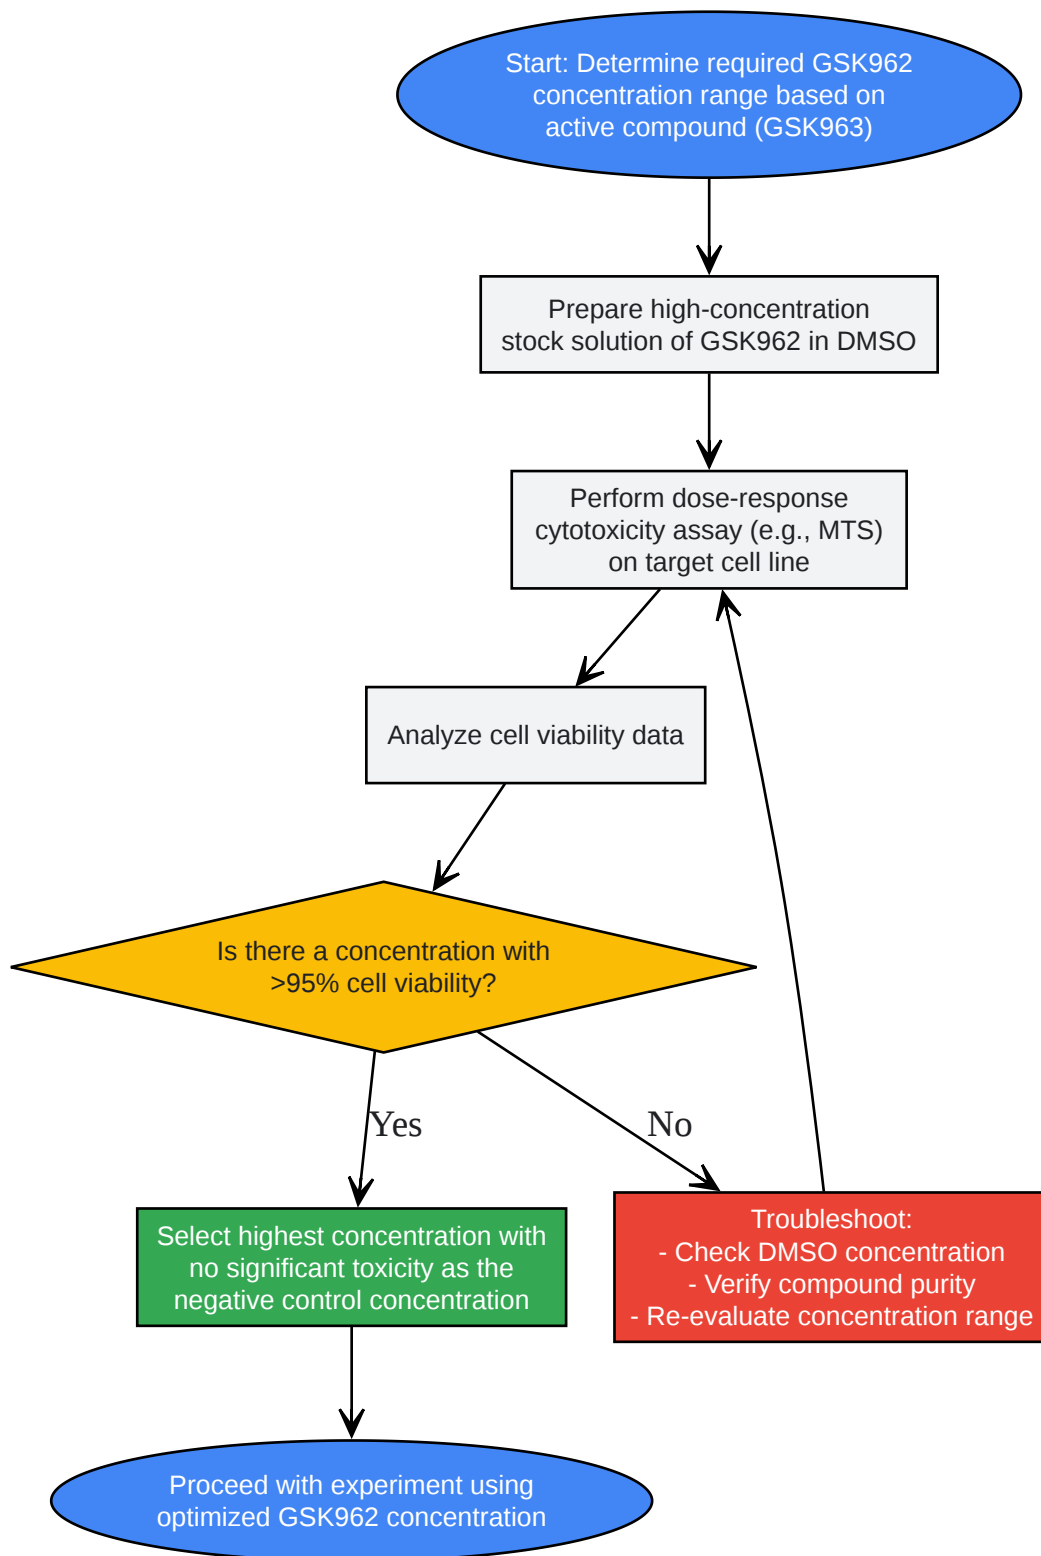 Start: Determine required GSK962
concentration range based on
active compound (GSK963)
Prepare high-concentration
stock solution of GSK962 in DMSO
Perform dose-response
cytotoxicity assay (e.g., MTS)
on target cell line
Analyze cell viability data
Is there a concentration with
>95% cell viability?
Yes
No
Select highest concentration with
no significant toxicity as the
negative control concentration
Troubleshoot:
- Check DMSO concentration
- Verify compound purity
- Re-evaluate concentration range
Proceed with experiment using
optimized GSK962 concentration